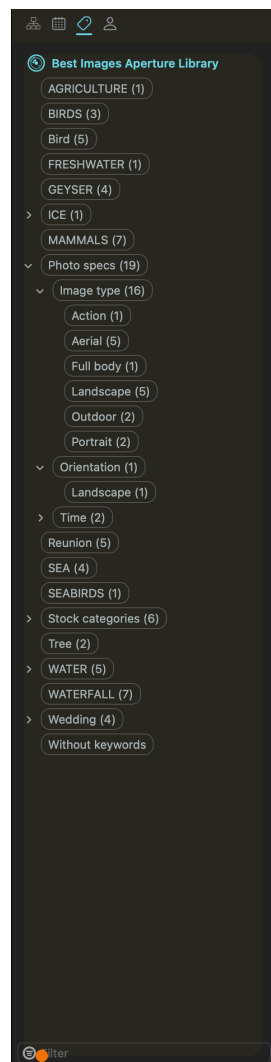 Best Images Aperture Library
AGRICULTURE (1)
BIRDS (3)
Bird (5)
FRESHWATER (1)
GEYSER (4)
ICE (1)
MAMMALS (7)
Photo specs (19)
Image type (16)
Action (1)
Aerial (5)
Full body (1)
Landscape (5)
Outdoor (2)
Portrait (2)
Orientation (1)
Landscape (1)
Time (2)
Reunion (5)
SEA (4)
SEABIRDS (1)
Stock categories (6)
Tree (2)
WATER (5)
WATERFALL (7)
Wedding (4)
Without keywords